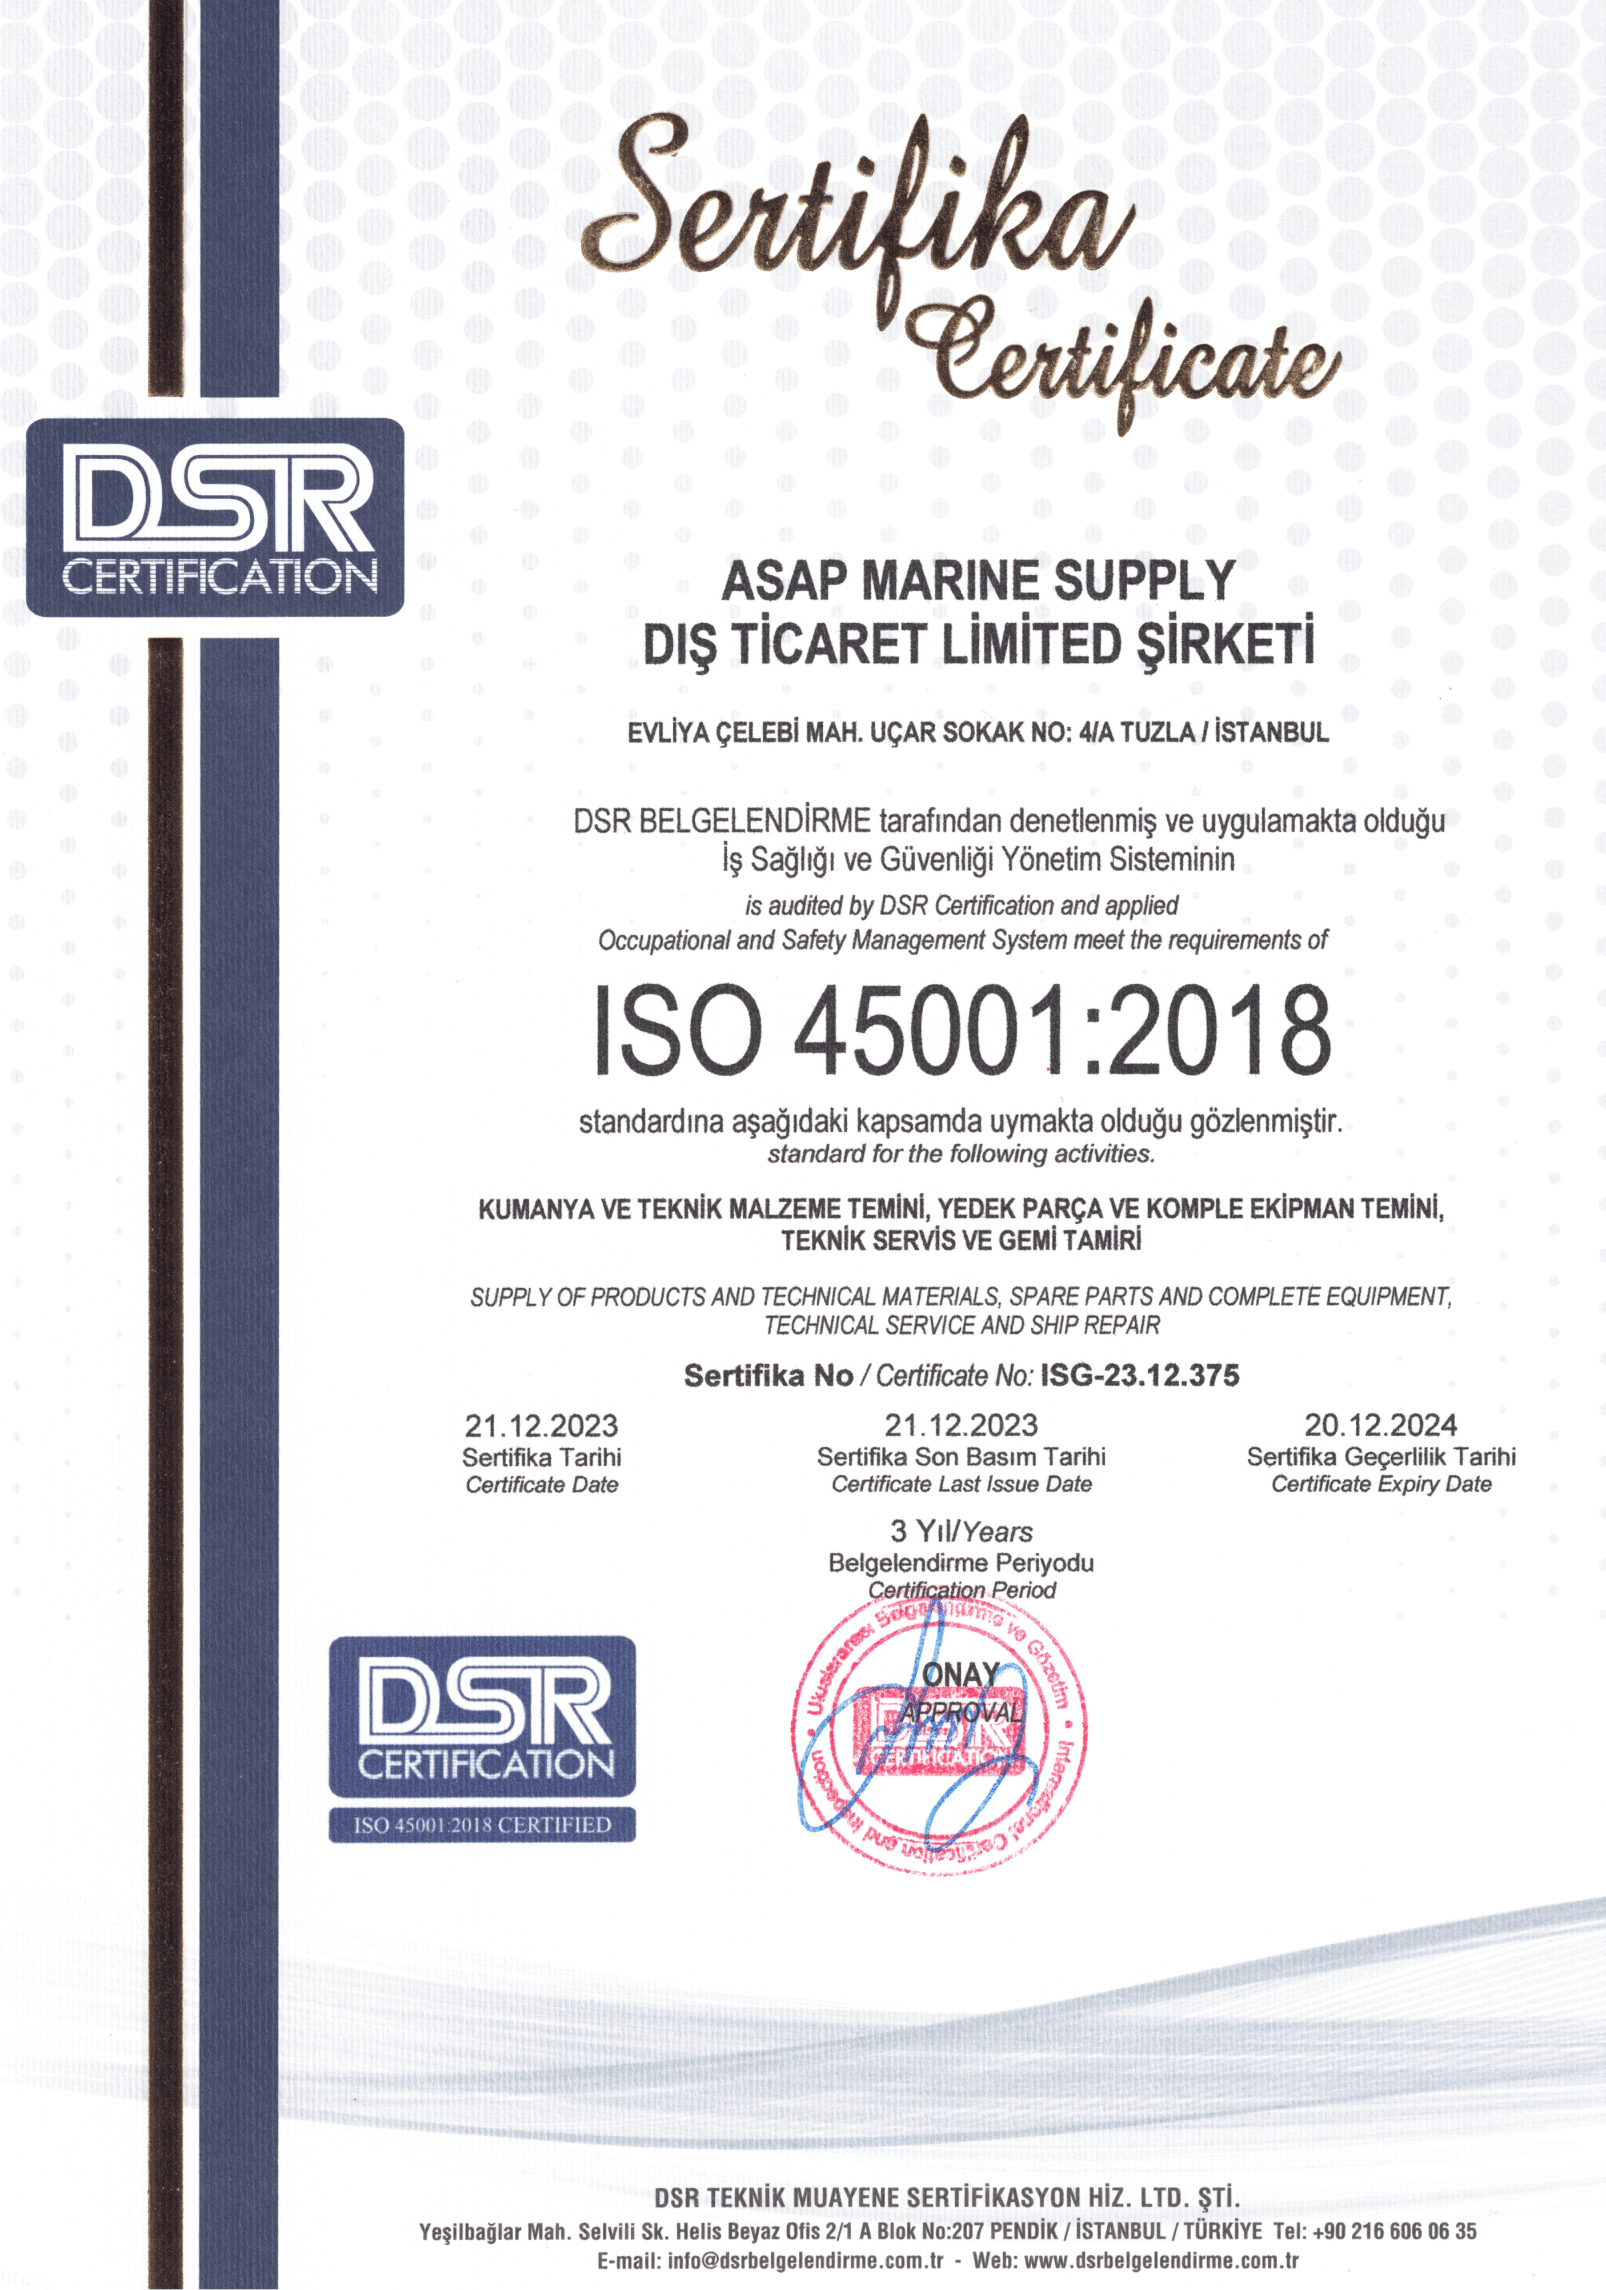 Sertifika
Certificate
DSR
CERTIFICATION
ASAP MARINE SUPPLY
DIŞ TİCARET LİMİTED ŞİRKETİ
EVLİYA ÇELEBİ MAH. UÇAR SOKAK NO: 4/A TUZLA / İSTANBUL
DSR BELGELENDİRME tarafından denetlenmiş ve uygulamakta olduğu
İş Sağlığı ve Güvenliği Yönetim Sisteminin
is audited by DSR Certification and applied
Occupational and Safety Management System meet the requirements of
ISO 45001:2018
standardına aşağıdaki kapsamda uymakta olduğu gözlenmiştir.
standard for the following activities.
KUMANYA VE TEKNİK MALZEME TEMİNİ, YEDEK PARÇA VE KOMPLE EKİPMAN TEMİNİ,
TEKNİK SERVİS VE GEMİ TAMİRİ
SUPPLY OF PRODUCTS AND TECHNICAL MATERIALS, SPARE PARTS AND COMPLETE EQUIPMENT,
TECHNICAL SERVICE AND SHIP REPAIR
Sertifika No / Certificate No: ISG-23.12.375
21.12.2023
Sertifika Tarihi
Certificate Date
21.12.2023
Sertifika Son Basım Tarihi
Certificate Last Issue Date
20.12.2024
Sertifika Geçerlilik Tarihi
Certificate Expiry Date
3 Yıl/Years
Belgelendirme Periyodu
Certification Period
Uluslararası Belgelendirme ve Gözetim • International Certification and Inspection •
ONAY
APPROVAL
DSR
CERTIFICATION
DSR
CERTIFICATION
ISO 45001:2018 CERTIFIED
DSR TEKNİK MUAYENE SERTİFİKASYON HİZ. LTD. ŞTİ.
Yeşilbağlar Mah. Selvili Sk. Helis Beyaz Ofis 2/1 A Blok No:207 PENDİK / İSTANBUL / TÜRKİYE Tel: +90 216 606 06 35
E-mail: info@dsrbelgelendirme.com.tr - Web: www.dsrbelgelendirme.com.tr